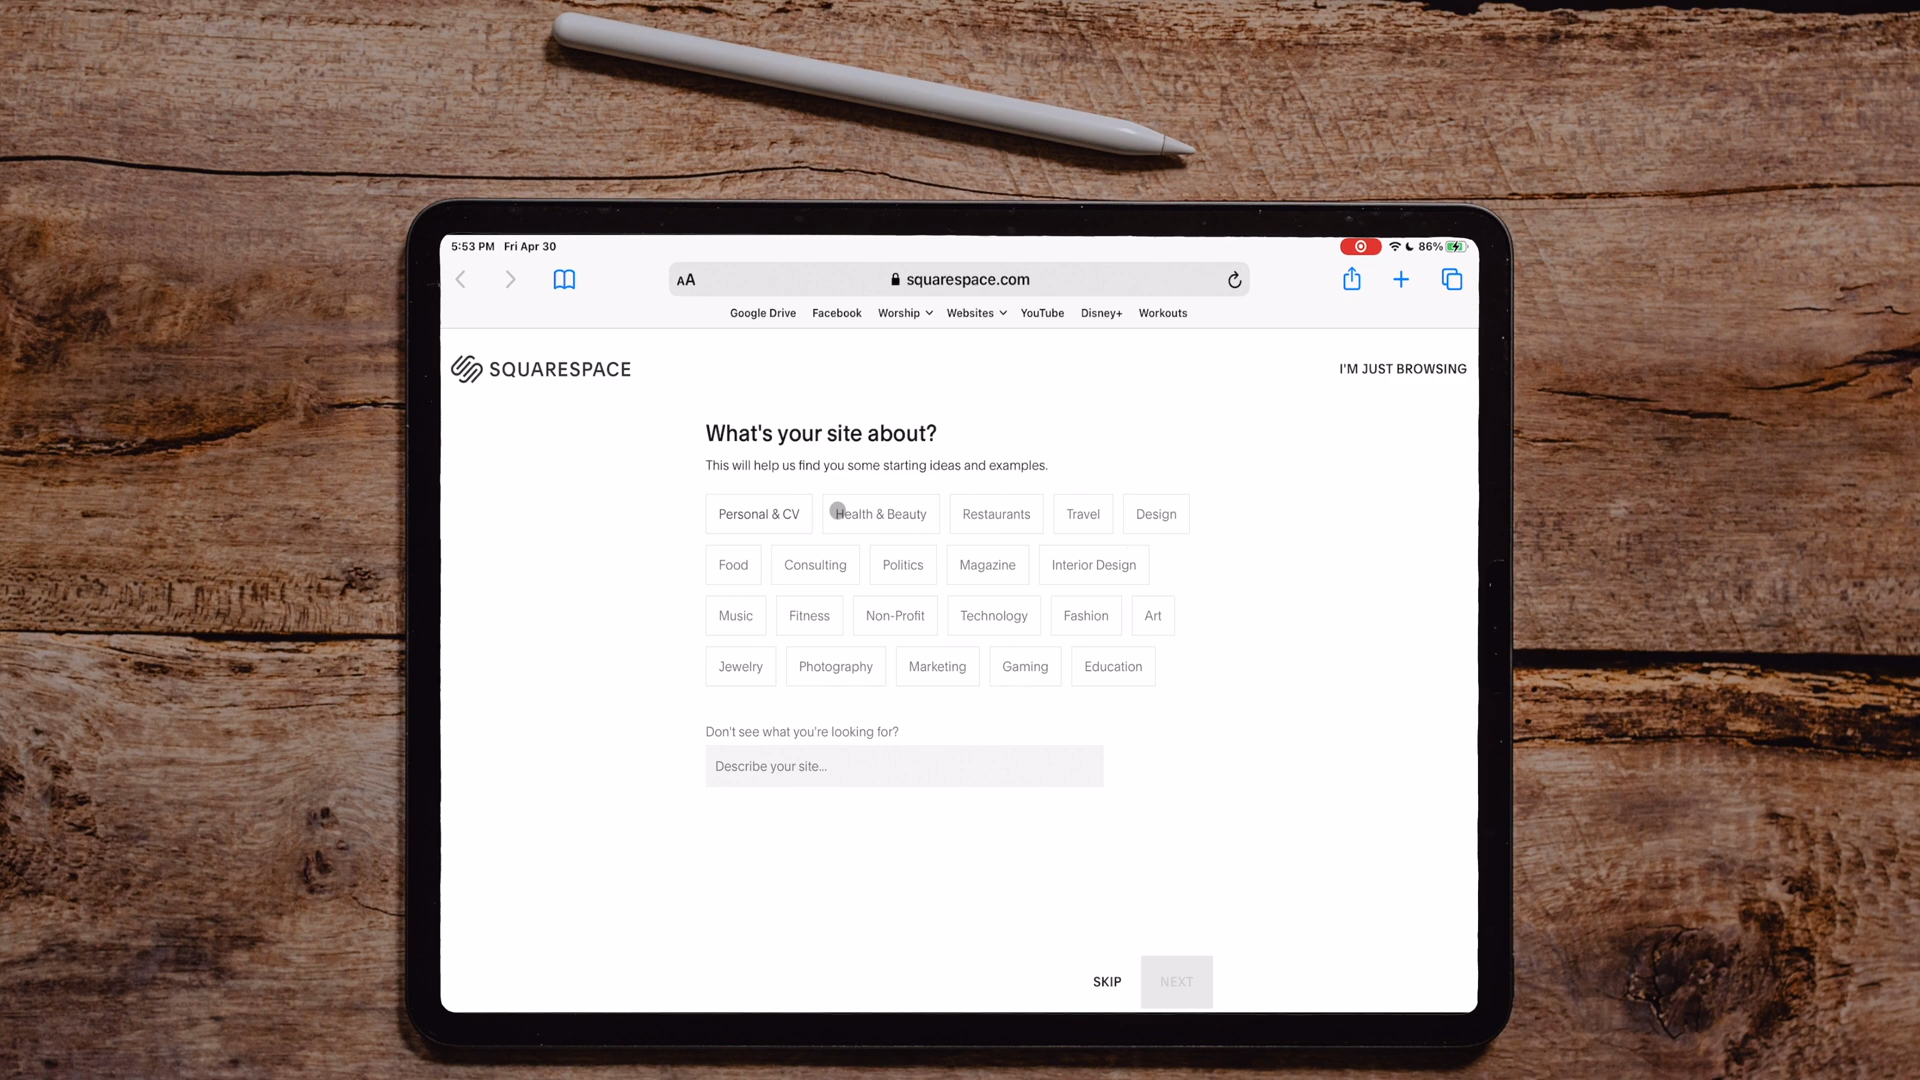 5:53 PM Fri Apr 30
86%
AA squarespace.com
Google Drive Facebook Worship Websites YouTube Disney+ Workouts
SQUARESPACE
I'M JUST BROWSING
What's your site about?
This will help us find you some starting ideas and examples.
Personal & CV Health & Beauty Restaurants Travel Design
Food Consulting Politics Magazine Interior Design
Music Fitness Non-Profit Technology Fashion Art
Jewelry Photography Marketing Gaming Education
Don't see what you're looking for?
Describe your site...
SKIP NEXT